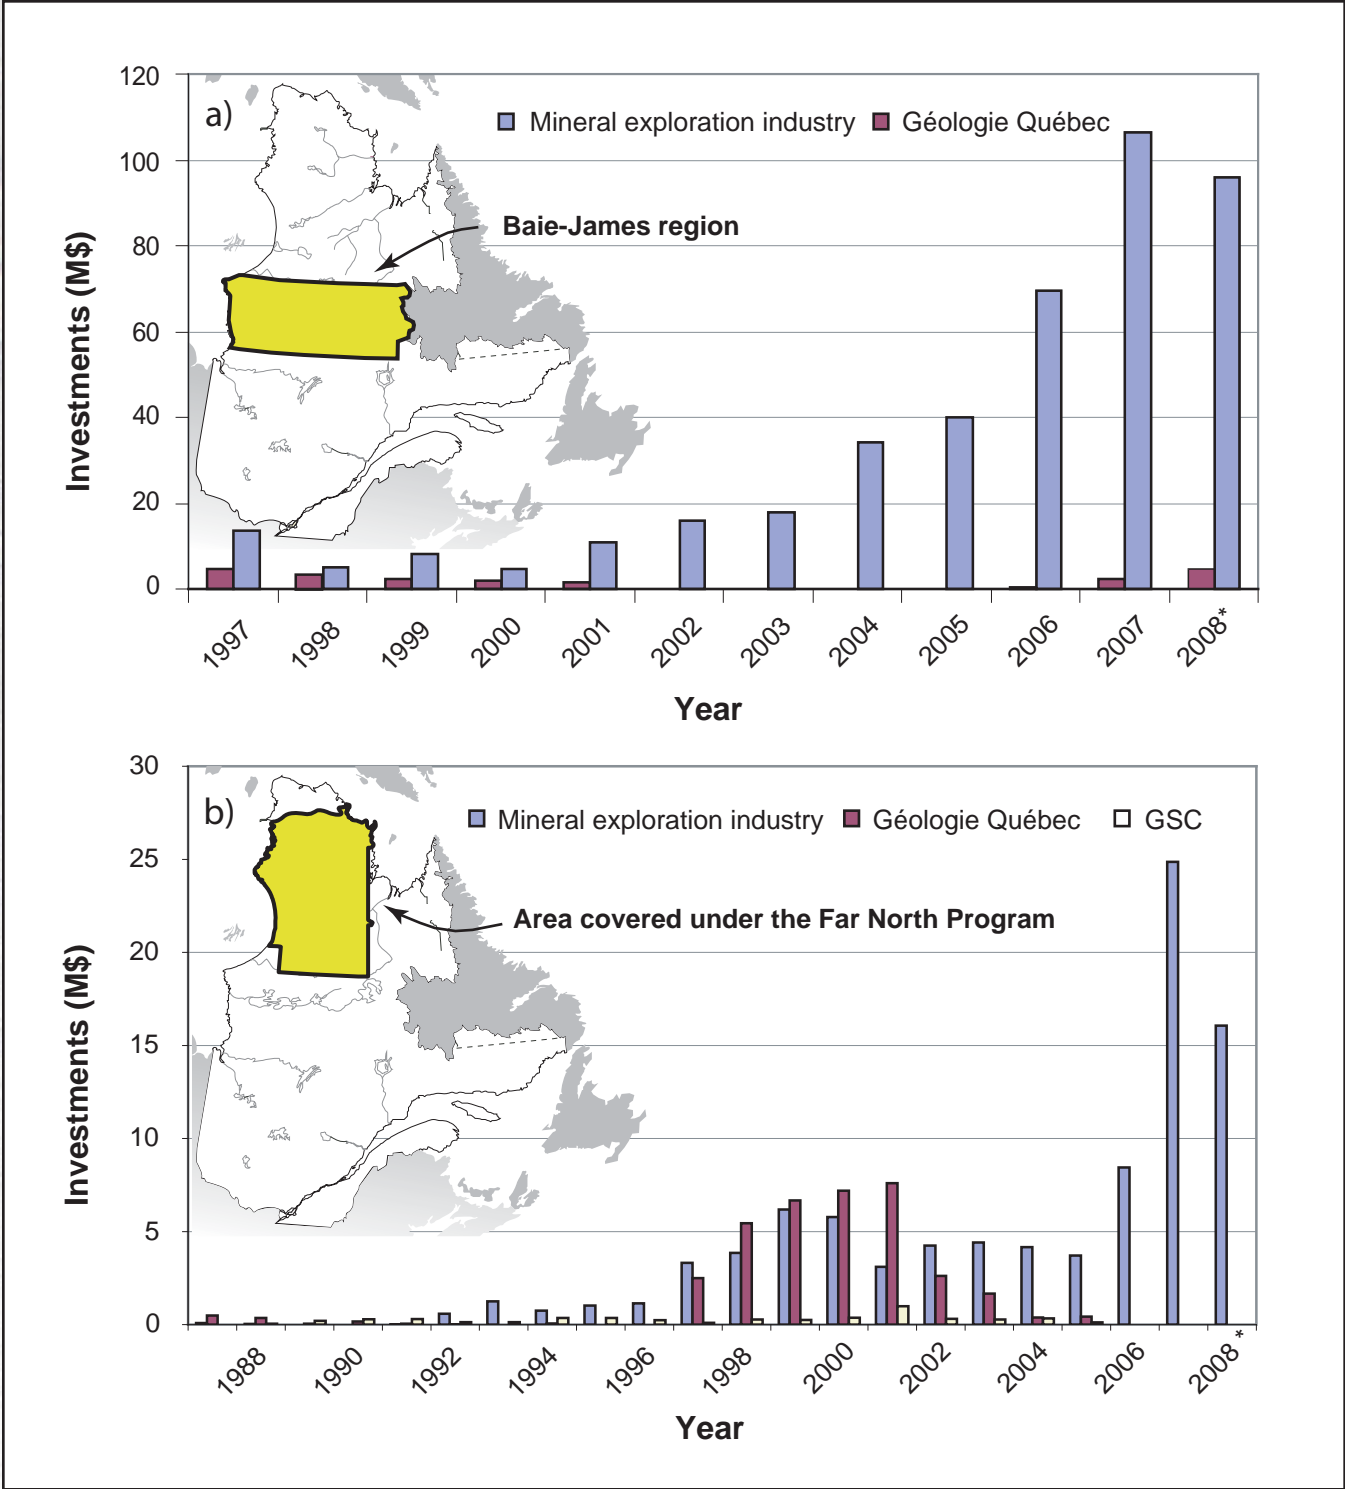 120
a)
Mineral exploration industry Géologie Québec
100
Baie-James region
80
60
40
20
0
Investments (M$)
1997 1998 1999 2000 2001 2002 2003 2004 2005 2006 2007 2008*
Year
30
b)
Mineral exploration industry Géologie Québec GSC
25
Area covered under the Far North Program
20
15
10
5
0
Investments (M$)
1988 1990 1992 1994 1996 1998 2000 2002 2004 2006 2008*
Year